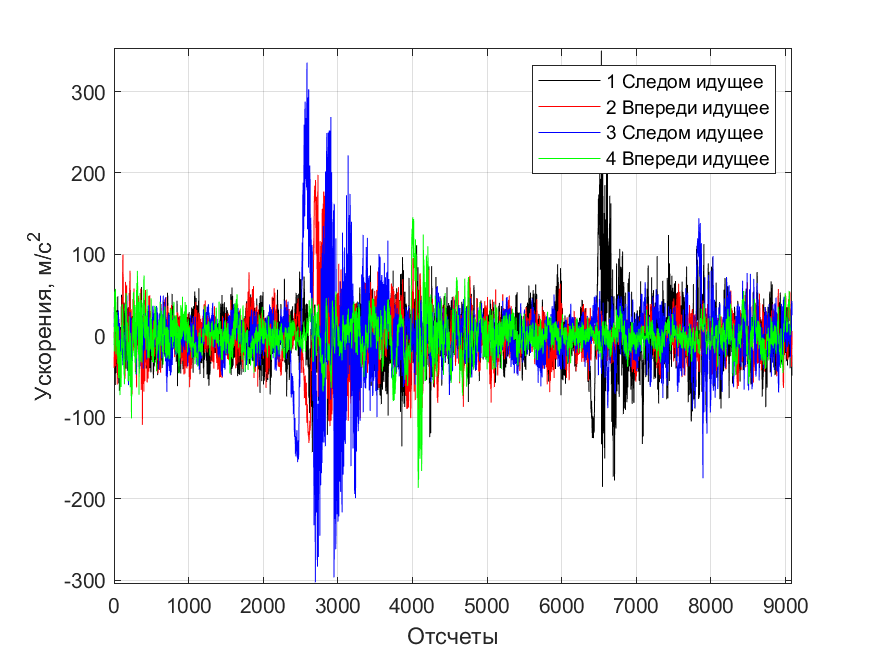 1 Следом идущее
2 Впереди идущее
3 Следом идущее
4 Впереди идущее
300
200
100
0
-100
-200
-300
Ускорения, м/с²
0 1000 2000 3000 4000 5000 6000 7000 8000 9000
Отсчеты